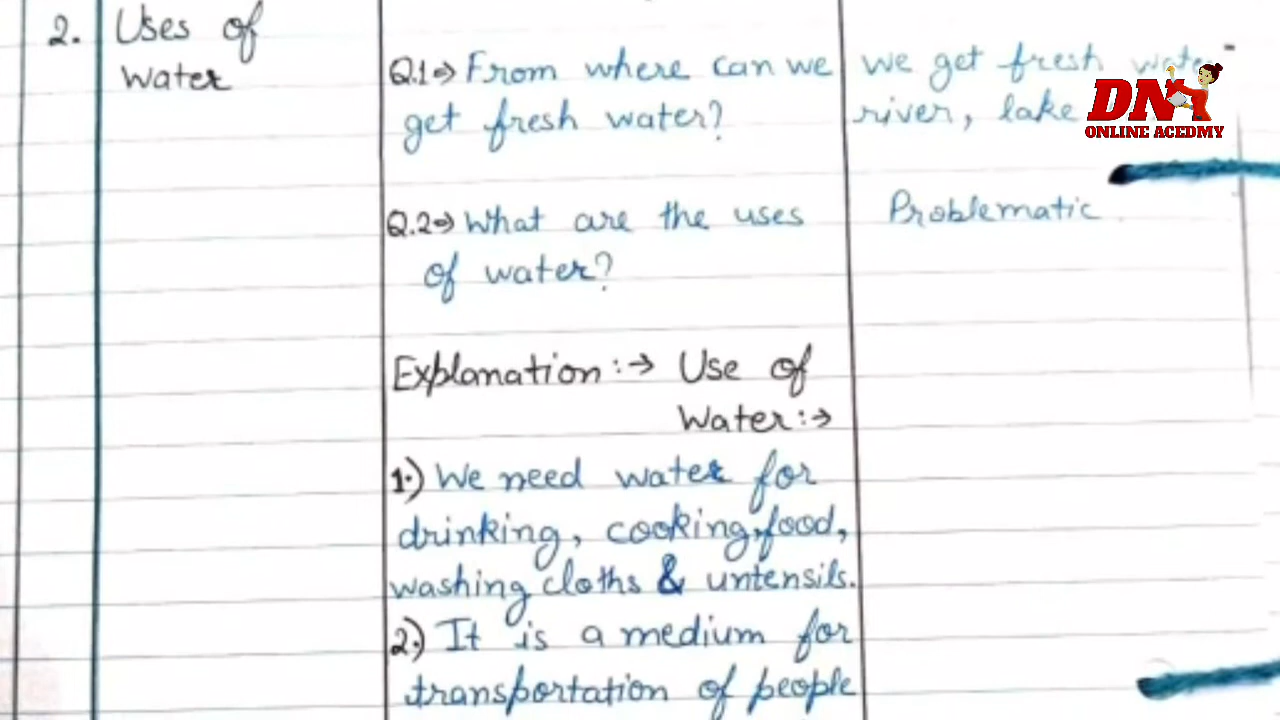 2. Uses of
Water
Q.1⇒ From where can we
get fresh water?
Q.2⇒ What are the uses
of water?
Explanation:→ Use of
Water:→
1.) We need water for
drinking, cooking,food,
washing cloths & untensils.
2.) It is a medium for
transportation of people
we get fresh
river, lake
Problematic.
DNA
ONLINE ACEDMY